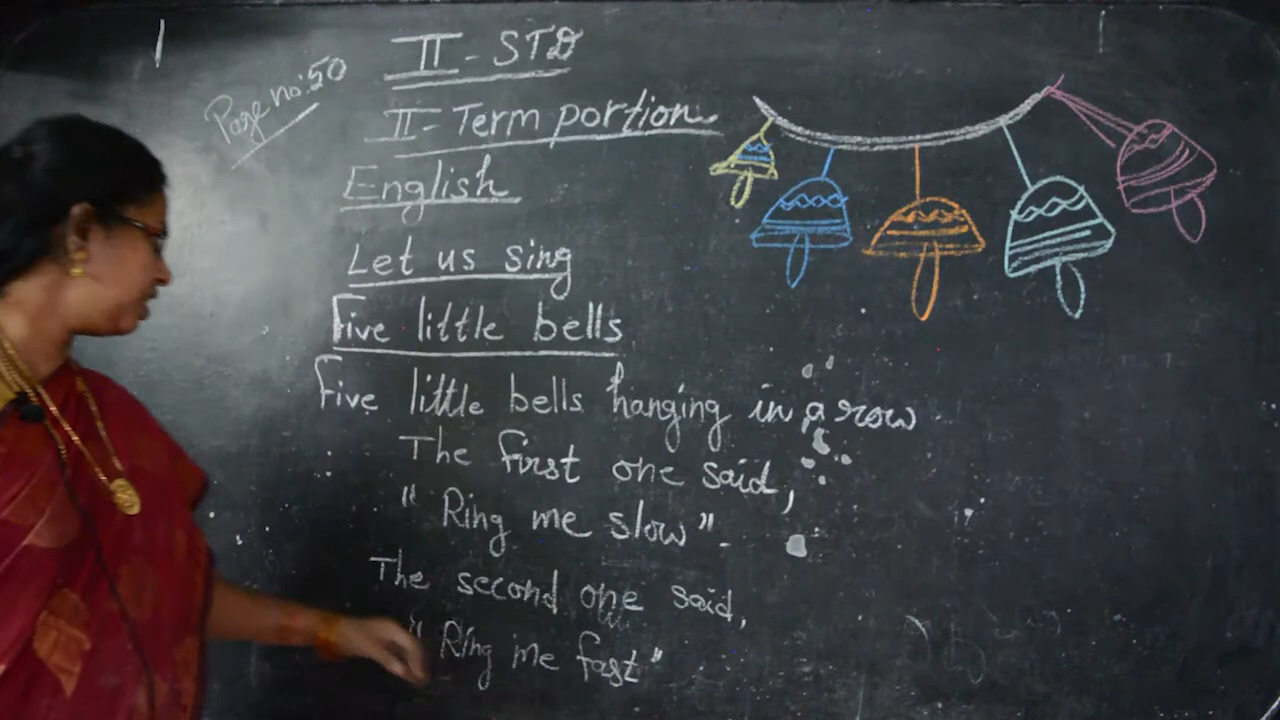 II - STD
Page no: 50
II - Term portion
English
Let us sing
Five little bells
Five little bells hanging in a row
The first one said,
" Ring me slow".
The second one said,
" Ring me fast"